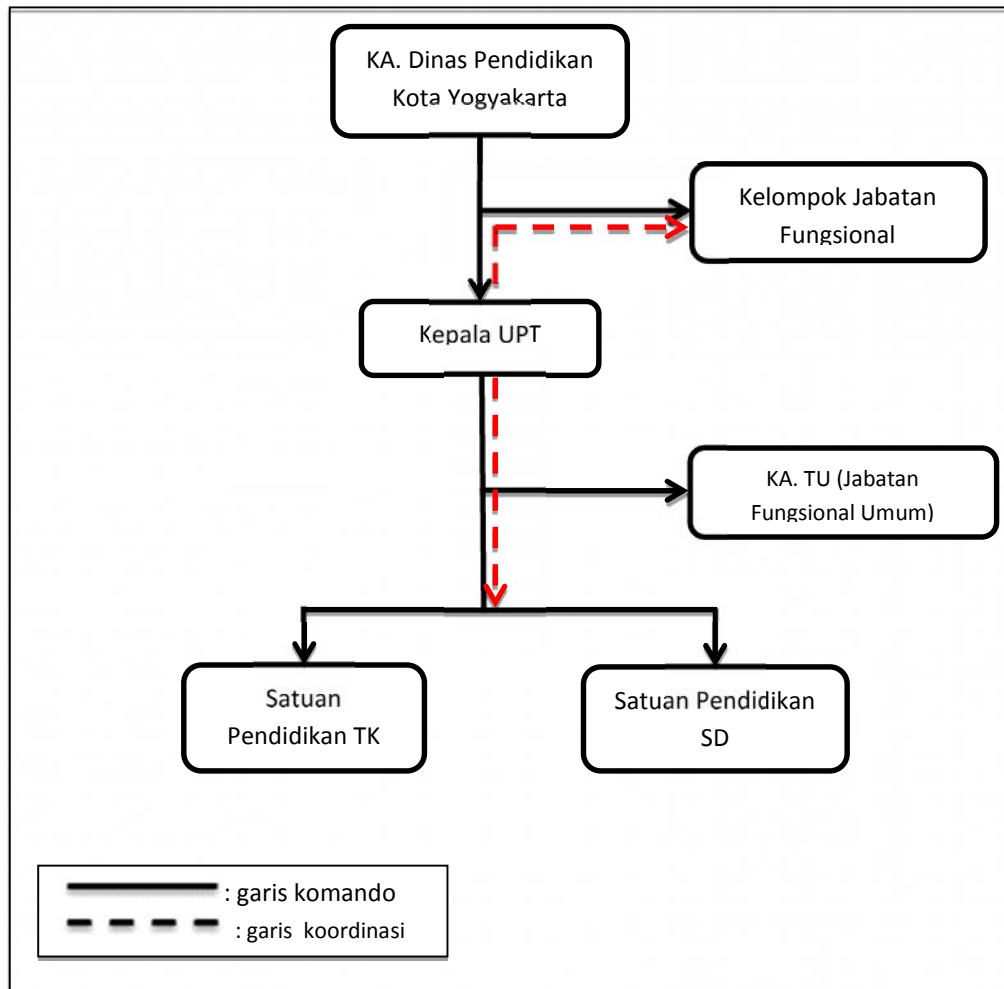 KA. Dinas Pendidikan
Kota Yogyakarta
Kelompok Jabatan
Fungsional
Kepala UPT
KA. TU (Jabatan
Fungsional Umum)
Satuan
Pendidikan TK
Satuan Pendidikan
SD
: garis komando
: garis koordinasi